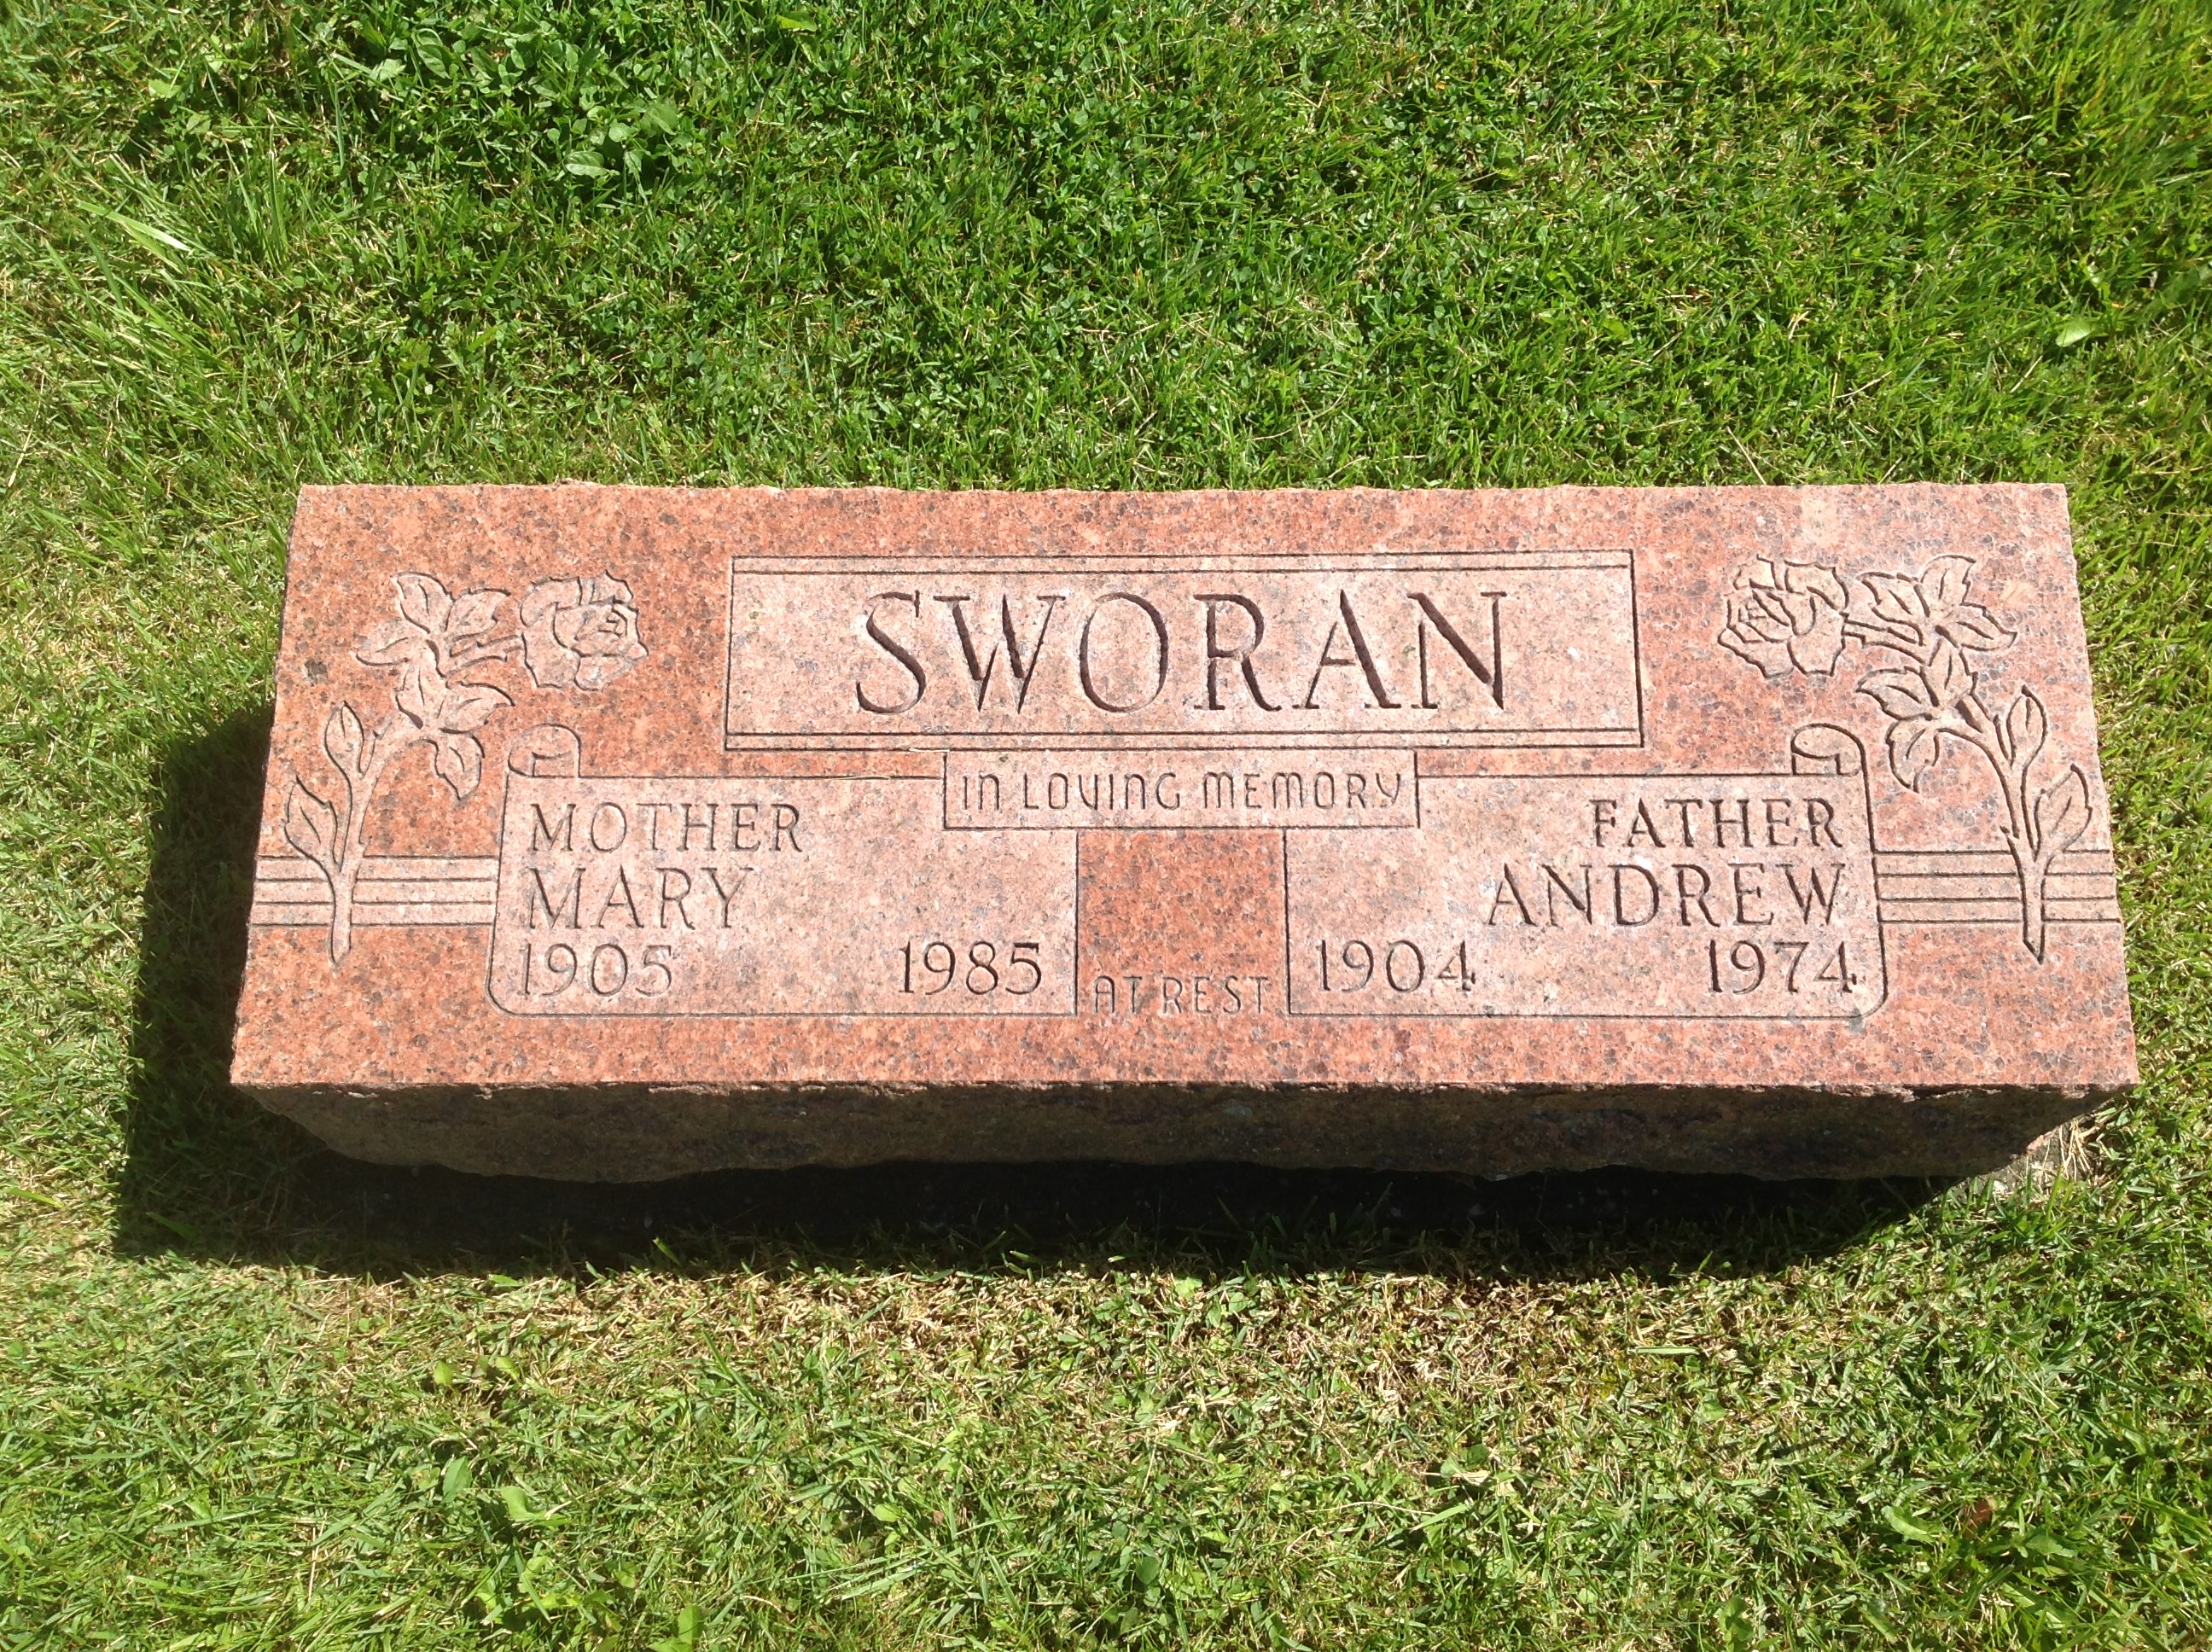 SWORAN
IN LOVING MEMORY
MOTHER
MARY
1905 1985
AT REST
FATHER
ANDREW
1904 1974